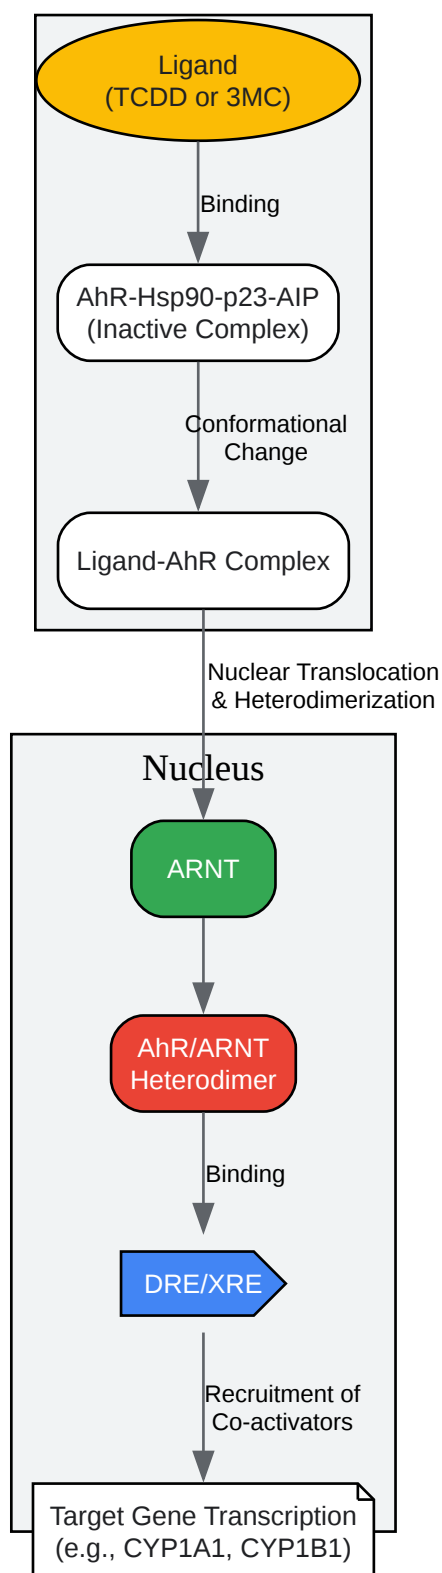 Ligand
(TCDD or 3MC)
Binding
AhR-Hsp90-p23-AIP
(Inactive Complex)
Conformational
Change
Ligand-AhR Complex
Nuclear Translocation
& Heterodimerization
Nucleus
ARNT
AhR/ARNT
Heterodimer
Binding
DRE/XRE
Recruitment of
Co-activators
Target Gene Transcription
(e.g., CYP1A1, CYP1B1)